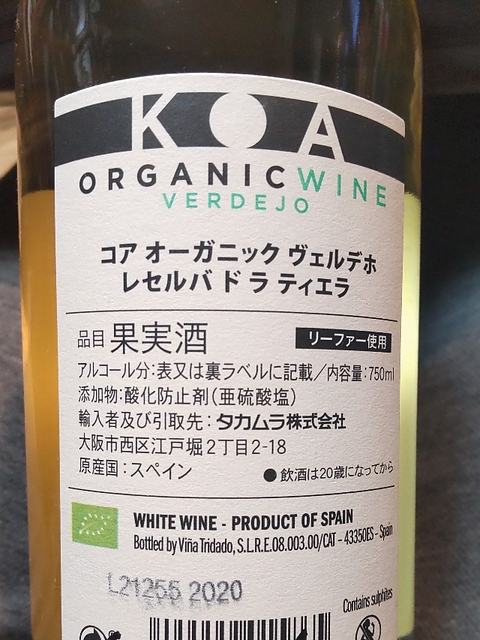 KOA
ORGANIC WINE
VERDEJO
コア オーガニック ヴェルデホ
レセルバ ド ラ ティエラ
品目 果実酒 リーファー使用
アルコール分:表又は裏ラベルに記載/内容量:750ml
添加物:酸化防止剤(亜硫酸塩)
輸入者及び引取先:タカムラ株式会社
大阪市西区江戸堀2丁目2-18
原産国:スペイン ●飲酒は20歳になってから
WHITE WINE - PRODUCT OF SPAIN
Bottled by Viña Tridado, S.L.R.E.08.003.00/CAT - 43350ES - Spain
L21255 2020
Contains sulphites